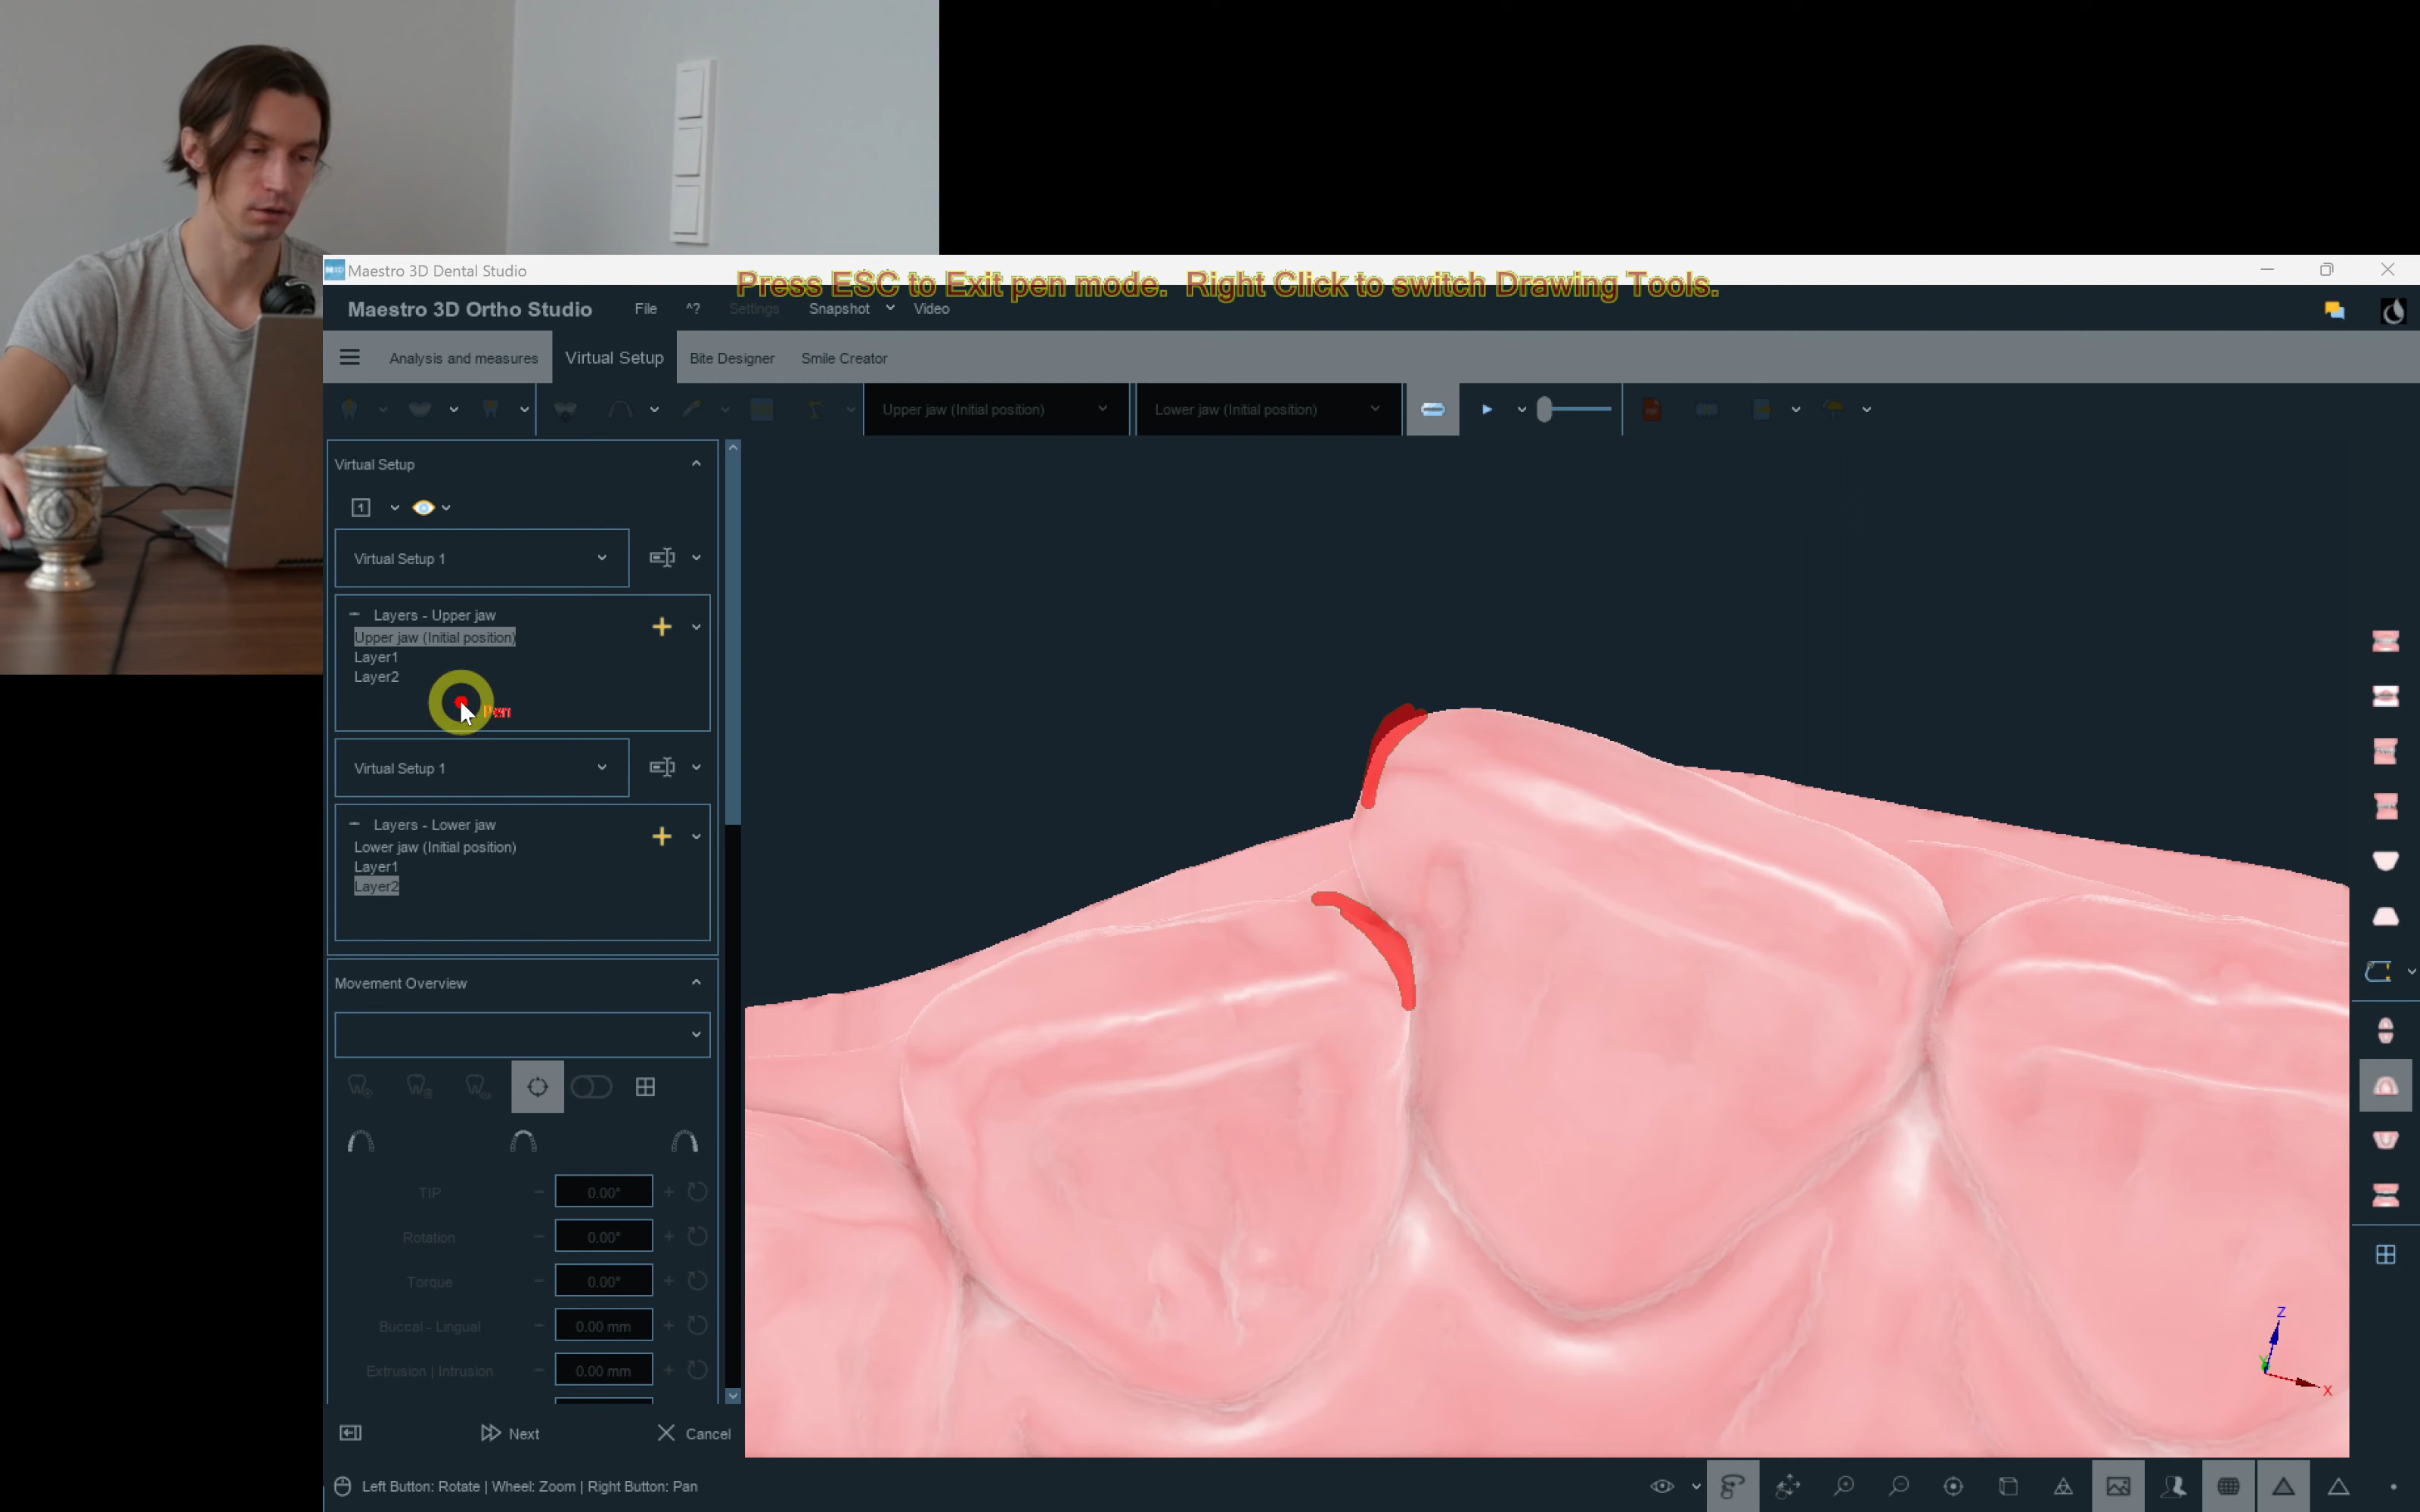 Maestro 3D Dental Studio
Press ESC to Exit pen mode. Right Click to switch Drawing Tools.
Maestro 3D Ortho Studio File ^? Settings Snapshot Video
Analysis and measures Virtual Setup Bite Designer Smile Creator
Upper jaw (Initial position) Lower jaw (Initial position)
Virtual Setup
1
Virtual Setup 1
Layers - Upper jaw
Upper jaw (Initial position)
Layer1
Layer2
Pen
Virtual Setup 1
Layers - Lower jaw
Lower jaw (Initial position)
Layer1
Layer2
Movement Overview
TIP 0.00°
Rotation 0.00°
Torque 0.00°
Buccal - Lingual 0.00 mm
Extrusion | Intrusion 0.00 mm
Next Cancel
Left Button: Rotate | Wheel: Zoom | Right Button: Pan
Z
Y
X